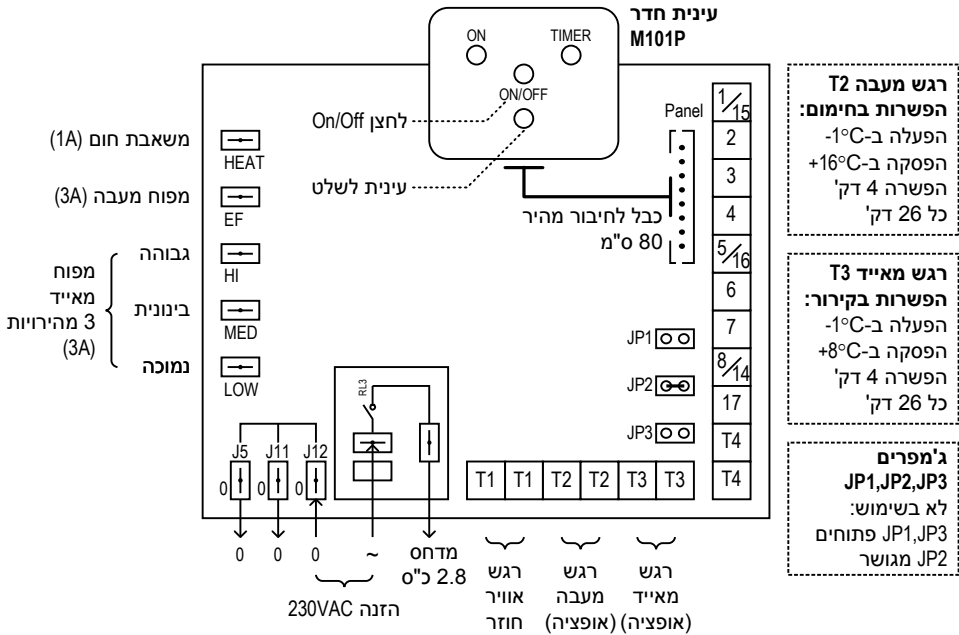 עינית חדר
M101P
ON
TIMER
ON/OFF
לחצן On/Off
עינית לשלט
Panel
כבל לחיבור מהיר
80 ס"מ
משאבת חום (1A)
HEAT
מפוח מעבה (3A)
EF
גבוהה
HI
בינונית
MED
נמוכה
LOW
מפוח
מאייד
3 מהירויות
(3A)
1/15
2
3
4
5/16
6
7
8/14
17
T4
T4
JP1
JP2
JP3
RL3
J5
J11
J12
0
0
0
T1
T1
T2
T2
T3
T3
0
0
0
~
מדחס
2.8 כ"ס
הזנה 230VAC
רגש
אוויר
חוזר
רגש
מעבה
(אופציה)
רגש
מאייד
(אופציה)
רגש מעבה T2
הפשרות בחימום:
הפעלה ב-1°C-
הפסקה ב-16°C+
הפשרה 4 דק'
כל 26 דק'
רגש מאייד T3
הפשרות בקירור:
הפעלה ב-1°C-
הפסקה ב-8°C+
הפשרה 4 דק'
כל 26 דק'
ג'מפרים
JP1,JP2,JP3
לא בשימוש:
JP1,JP3 פתוחים
JP2 מגושר